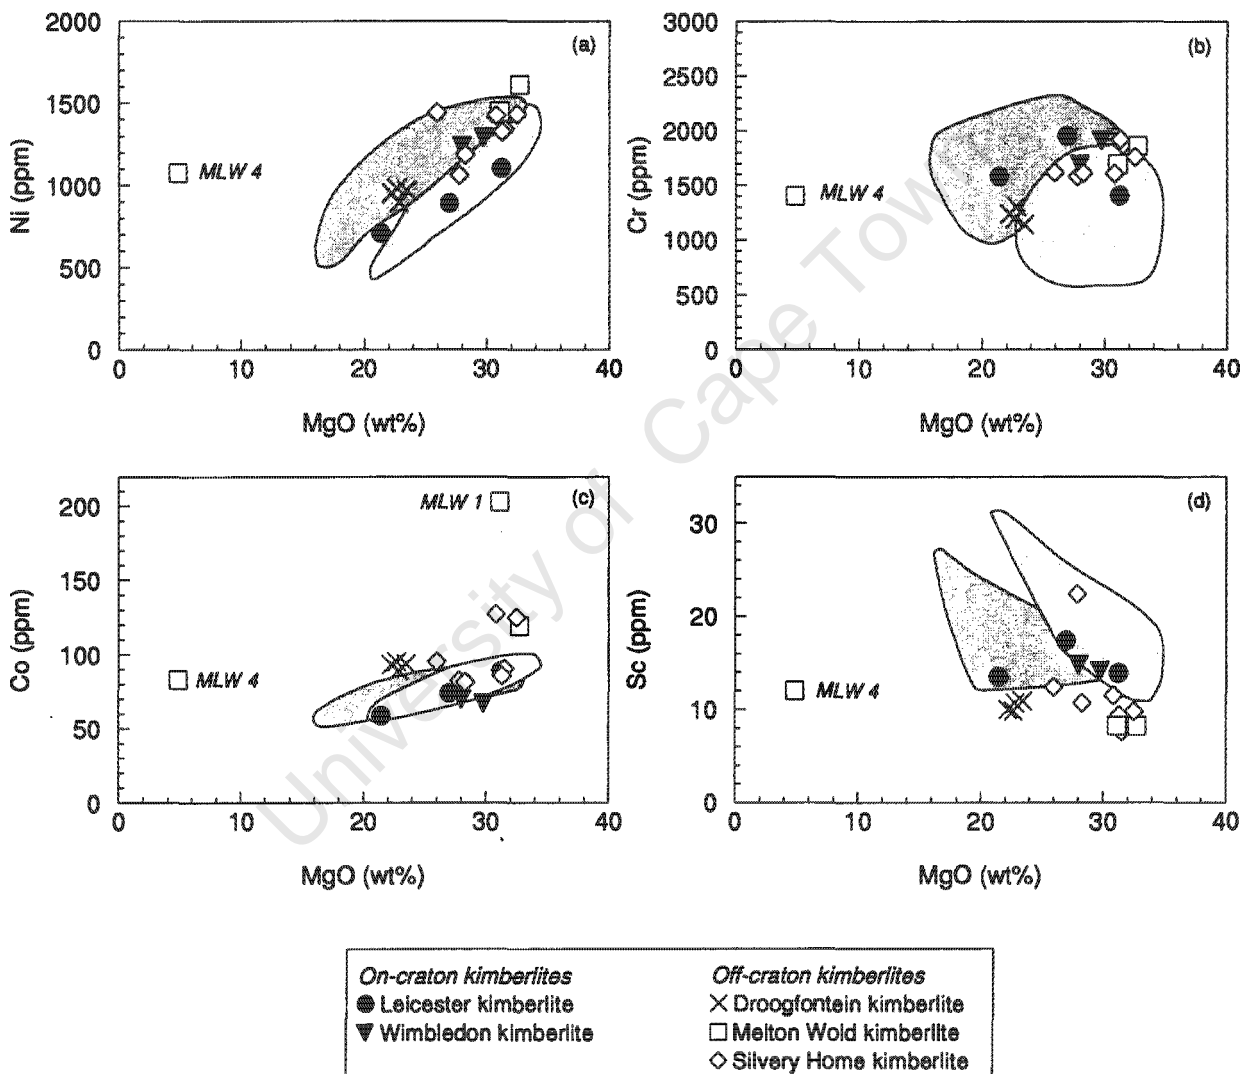 2000
1500
1000
500
0
Ni (ppm)
(a)
MLW 4
0 10 20 30 40
MgO (wt%)
3000
2500
2000
1500
1000
500
0
Cr (ppm)
(b)
MLW 4
0 10 20 30 40
MgO (wt%)
200
150
100
50
0
Co (ppm)
(c)
MLW 1
MLW 4
0 10 20 30 40
MgO (wt%)
30
20
10
0
Sc (ppm)
(d)
MLW 4
0 10 20 30 40
MgO (wt%)
University of Cape Town
On-craton kimberlites
Leicester kimberlite
Wimbledon kimberlite
Off-craton kimberlites
Droogfontein kimberlite
Melton Wold kimberlite
Silvery Home kimberlite